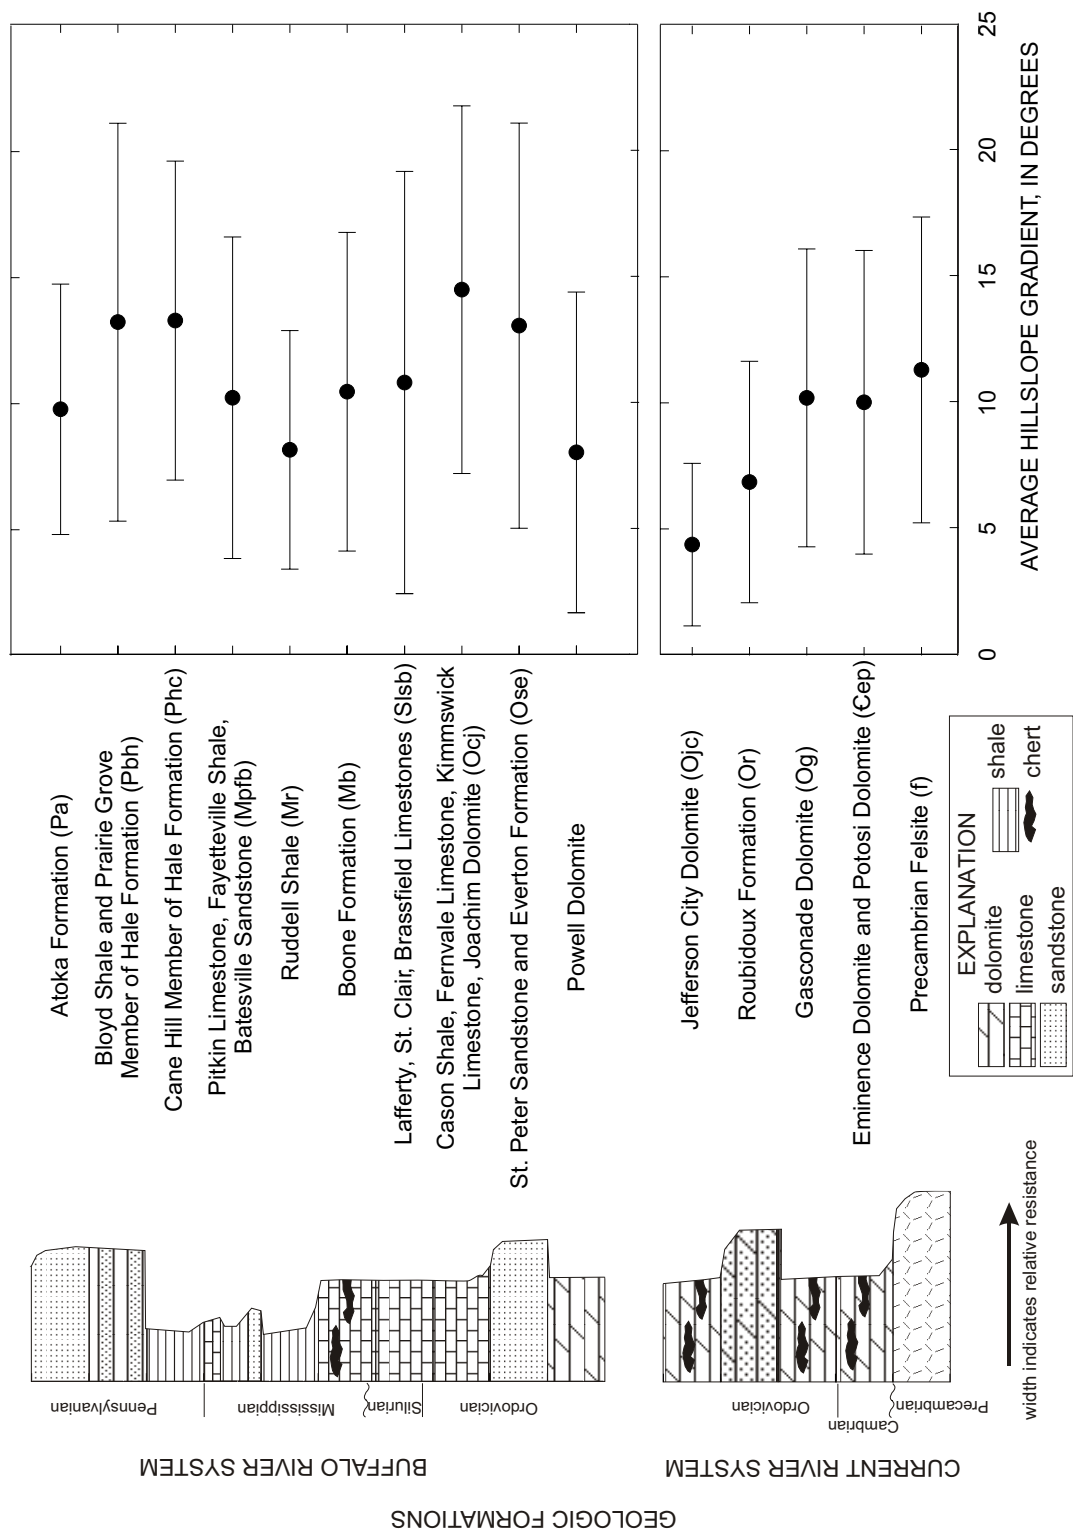 GEOLOGIC FORMATIONS
BUFFALO RIVER SYSTEM
Pennsylvanian
Mississippian
Silurian
Ordovician
Atoka Formation (Pa)
Bloyd Shale and Prairie Grove
Member of Hale Formation (Pbh)
Cane Hill Member of Hale Formation (Phc)
Pitkin Limestone, Fayetteville Shale,
Batesville Sandstone (Mpfb)
Ruddell Shale (Mr)
Boone Formation (Mb)
Lafferty, St. Clair, Brassfield Limestones (Slsb)
Cason Shale, Fernvale Limestone, Kimmswick
Limestone, Joachim Dolomite (Ocj)
St. Peter Sandstone and Everton Formation (Ose)
Powell Dolomite
CURRENT RIVER SYSTEM
Ordovician
Cambrian
Precambrian
Jefferson City Dolomite (Ojc)
Roubidoux Formation (Or)
Gasconade Dolomite (Og)
Eminence Dolomite and Potosi Dolomite (Ꞓep)
Precambrian Felsite (f)
0 5 10 15 20 25
AVERAGE HILLSLOPE GRADIENT, IN DEGREES
EXPLANATION
dolomite
limestone
sandstone
shale
chert
width indicates relative resistance